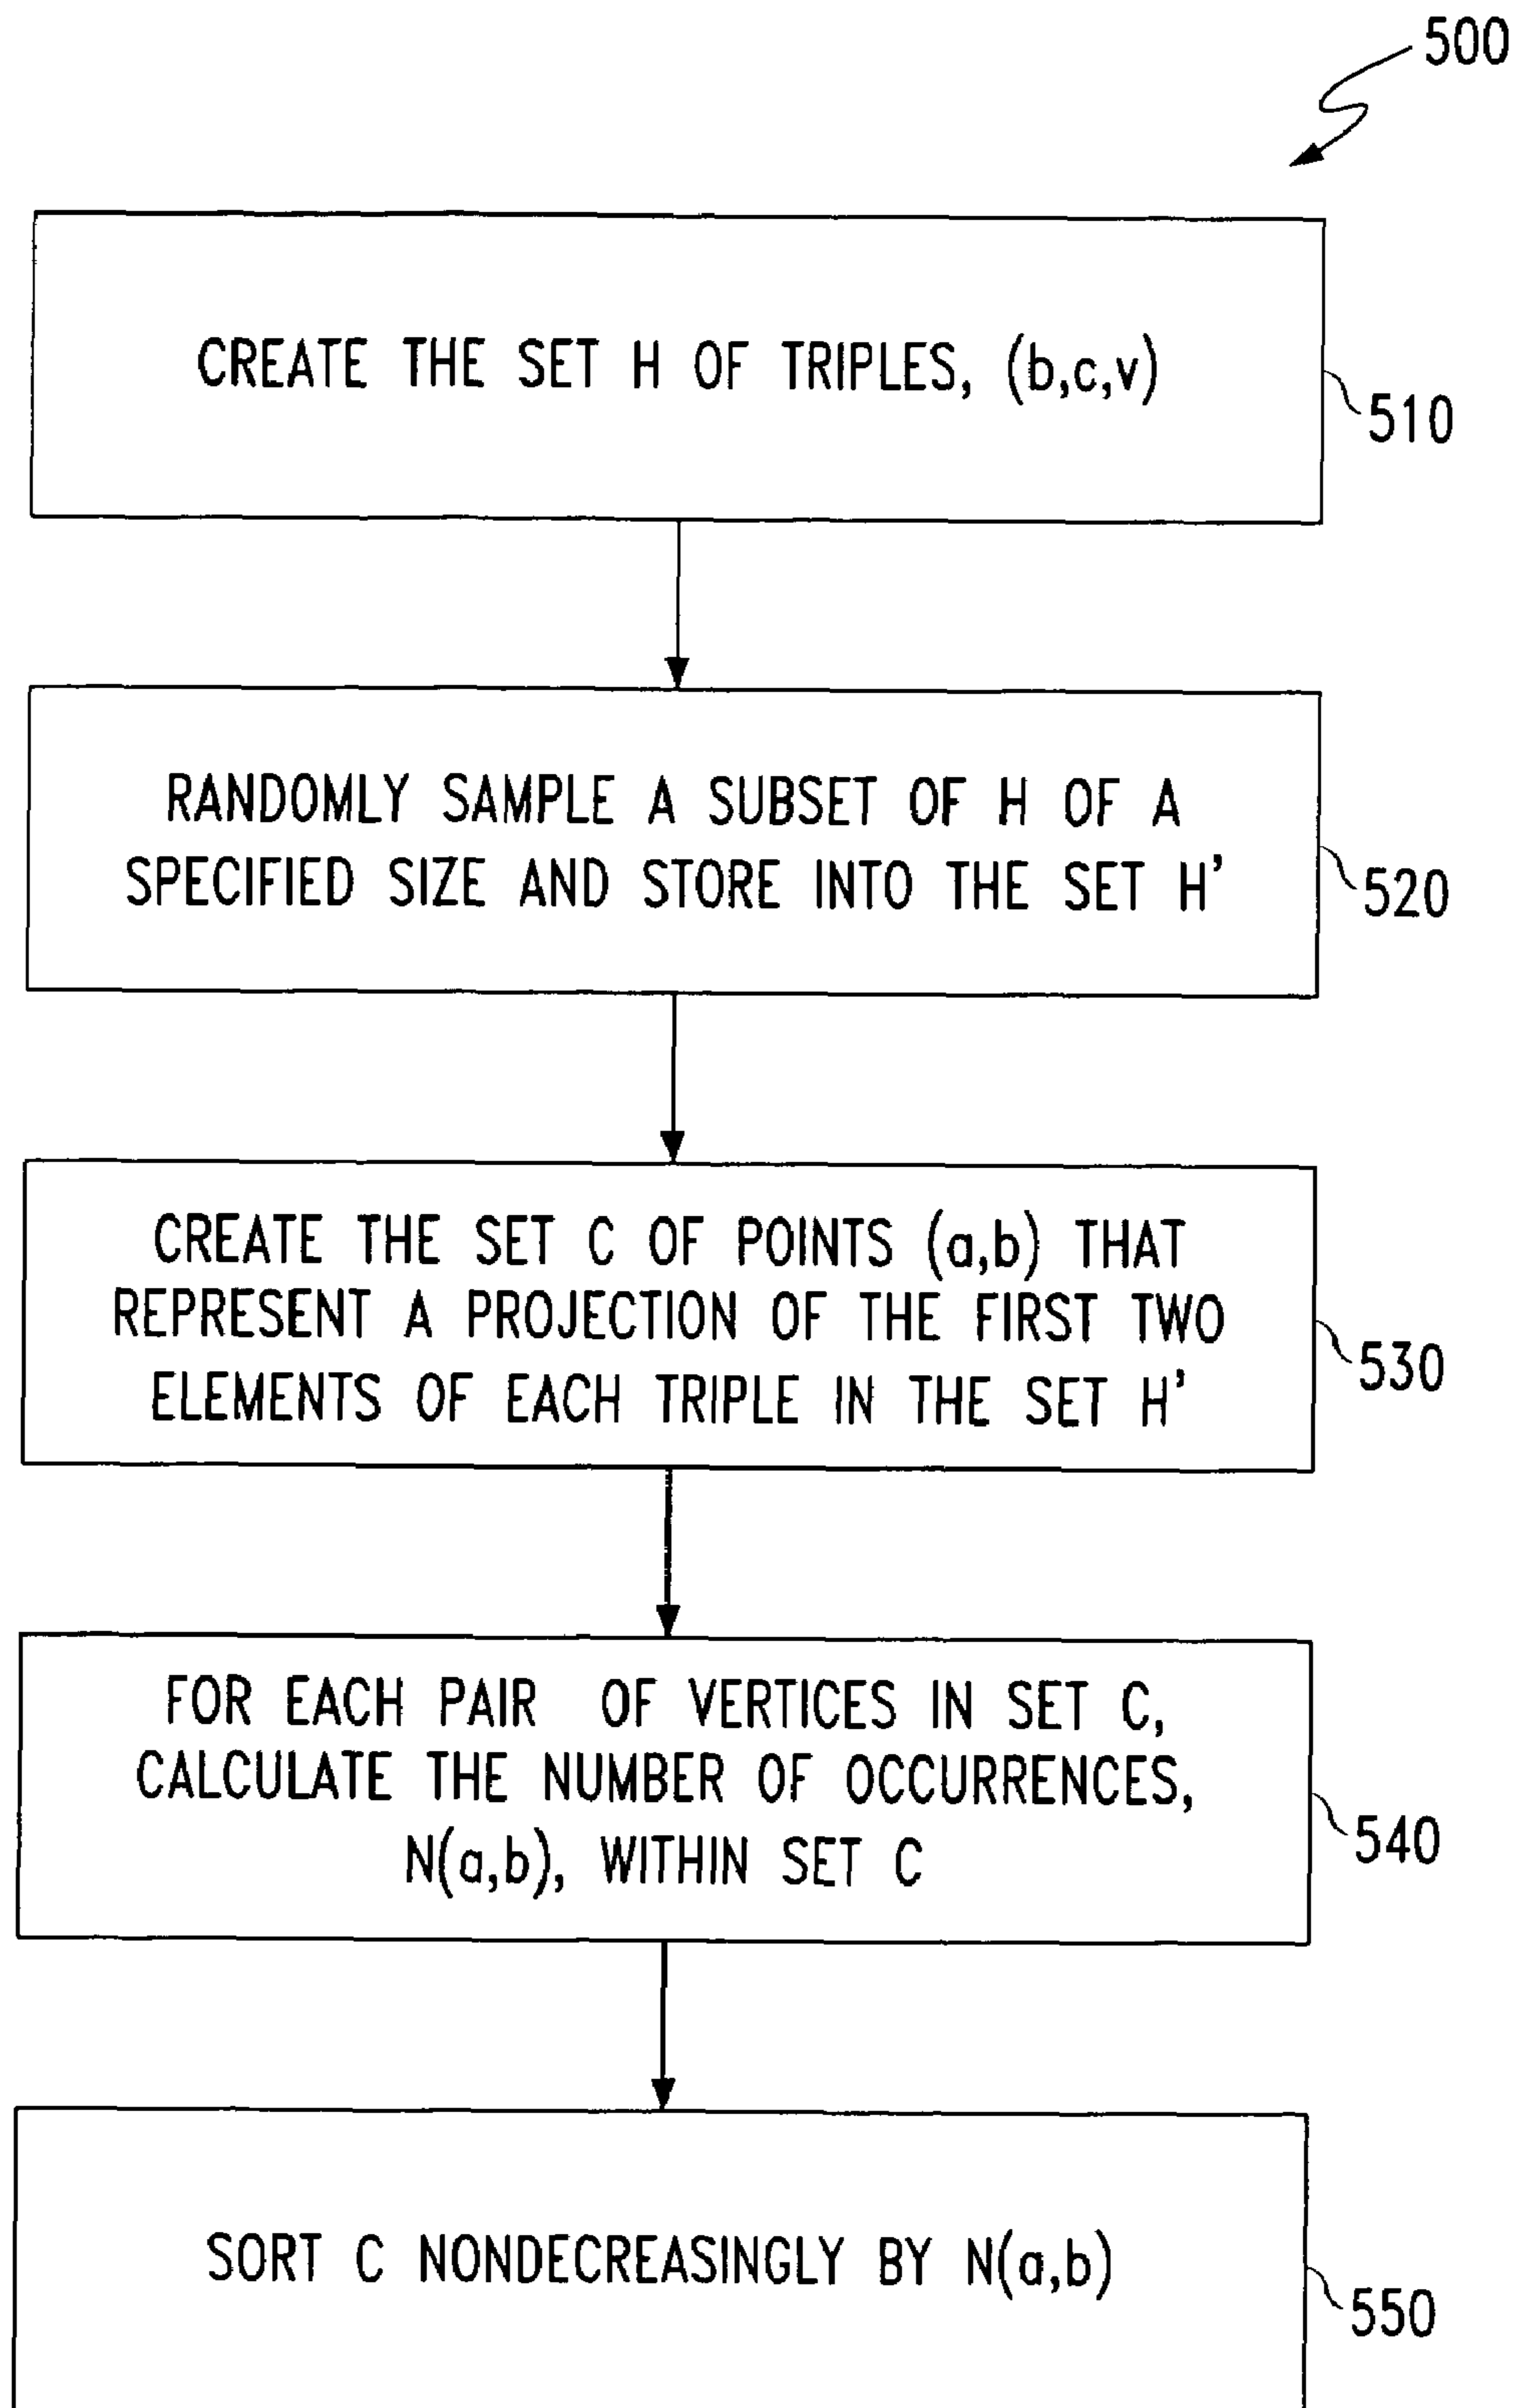 500
CREATE THE SET H OF TRIPLES, (b,c,v)
510
RANDOMLY SAMPLE A SUBSET OF H OF A
SPECIFIED SIZE AND STORE INTO THE SET H'
520
CREATE THE SET C OF POINTS (a,b) THAT
REPRESENT A PROJECTION OF THE FIRST TWO
ELEMENTS OF EACH TRIPLE IN THE SET H'
530
FOR EACH PAIR OF VERTICES IN SET C,
CALCULATE THE NUMBER OF OCCURRENCES,
N(a,b), WITHIN SET C
540
SORT C NONDECREASINGLY BY N(a,b)
550